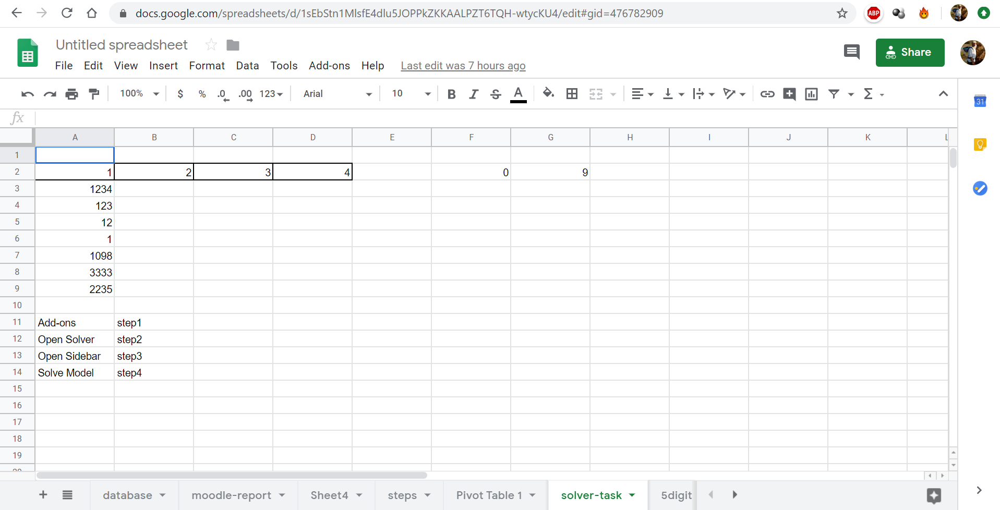 docs.google.com/spreadsheets/d/1sEbStn1MlsfE4dlu5JOPPkZKKAALPZT6TQH-wtycKU4/edit#gid=476782909
ABP
Untitled spreadsheet
File Edit View Insert Format Data Tools Add-ons Help Last edit was 7 hours ago
Share
100% $ % .0 .00 123 Arial 10 B I S A Σ
31
fx
A B C D E F G H I J K L
1
2 1 2 3 4 0 9
3 1234
4 123
5 12
6 1
7 1098
8 3333
9 2235
10
11 Add-ons step1
12 Open Solver step2
13 Open Sidebar step3
14 Solve Model step4
15
16
17
18
19
20
+ database moodle-report Sheet4 steps Pivot Table 1 solver-task 5digit